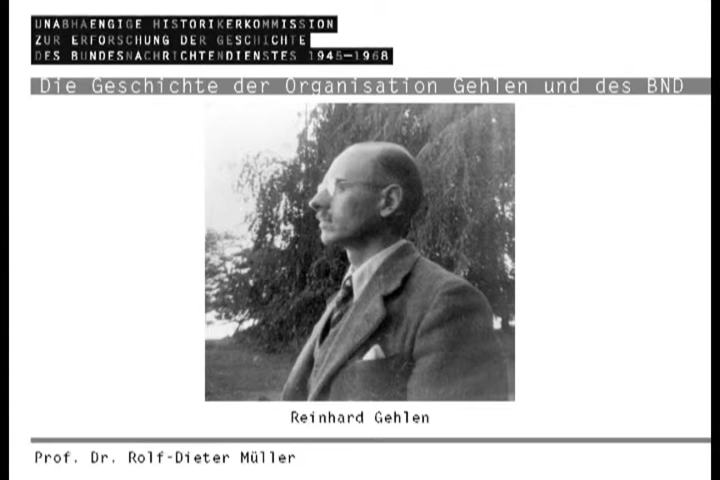 UNABHAENGIGE HISTORIKERKOMMISSION
ZUR ERFORSCHUNG DER GESCHICHTE
DES BUNDESNACHRICHTENDIENSTES 1945—1968
Die Geschichte der Organisation Gehlen und des BND
Reinhard Gehlen
Prof. Dr. Rolf-Dieter Müller